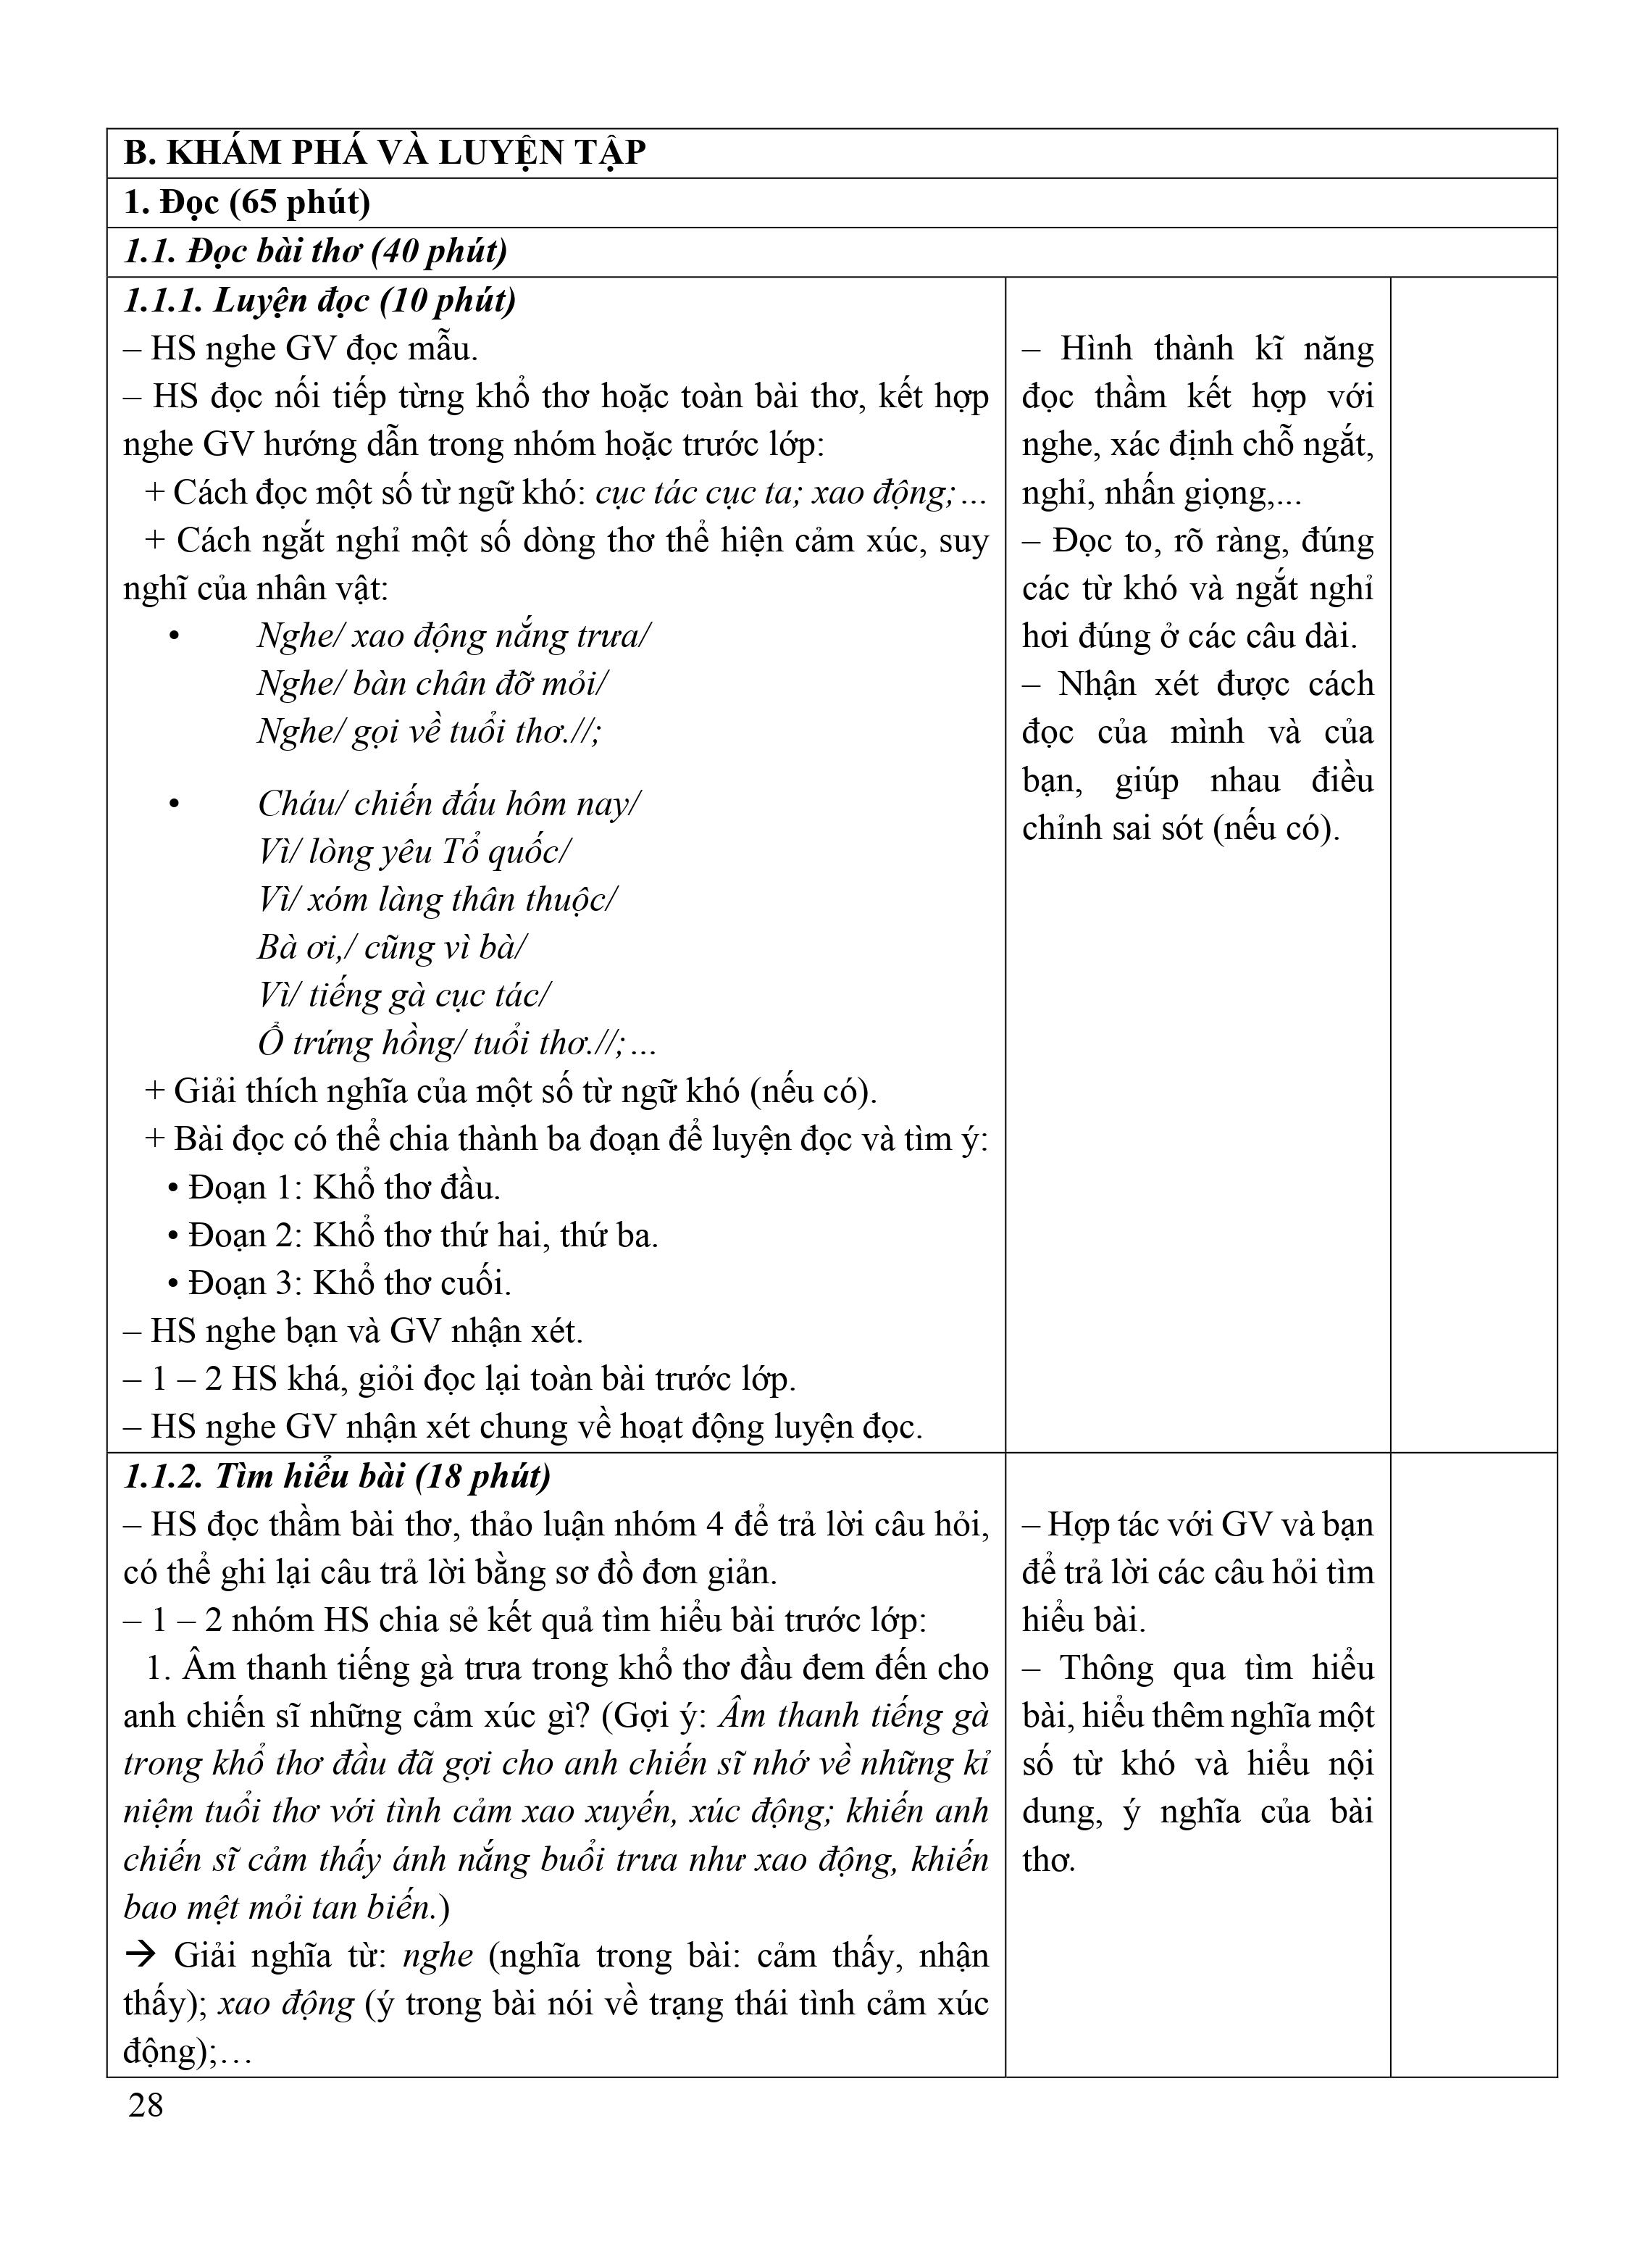 B. KHÁM PHÁ VÀ LUYỆN TẬP
1. Đọc (65 phút)
1.1. Đọc bài thơ (40 phút)
1.1.1. Luyện đọc (10 phút)
– HS nghe GV đọc mẫu.
– HS đọc nối tiếp từng khổ thơ hoặc toàn bài thơ, kết hợp
nghe GV hướng dẫn trong nhóm hoặc trước lớp:
+ Cách đọc một số từ ngữ khó: cục tác cục ta; xao động;…
+ Cách ngắt nghỉ một số dòng thơ thể hiện cảm xúc, suy
nghĩ của nhân vật:
• Nghe/ xao động nắng trưa/
Nghe/ bàn chân đỡ mỏi/
Nghe/ gọi về tuổi thơ.//;
• Cháu/ chiến đấu hôm nay/
Vì/ lòng yêu Tổ quốc/
Vì/ xóm làng thân thuộc/
Bà ơi,/ cũng vì bà/
Vì/ tiếng gà cục tác/
Ổ trứng hồng/ tuổi thơ.//;…
+ Giải thích nghĩa của một số từ ngữ khó (nếu có).
+ Bài đọc có thể chia thành ba đoạn để luyện đọc và tìm ý:
• Đoạn 1: Khổ thơ đầu.
• Đoạn 2: Khổ thơ thứ hai, thứ ba.
• Đoạn 3: Khổ thơ cuối.
– HS nghe bạn và GV nhận xét.
– 1 – 2 HS khá, giỏi đọc lại toàn bài trước lớp.
– HS nghe GV nhận xét chung về hoạt động luyện đọc.
– Hình thành kĩ năng
đọc thầm kết hợp với
nghe, xác định chỗ ngắt,
nghỉ, nhấn giọng,...
– Đọc to, rõ ràng, đúng
các từ khó và ngắt nghỉ
hơi đúng ở các câu dài.
– Nhận xét được cách
đọc của mình và của
bạn, giúp nhau điều
chỉnh sai sót (nếu có).
1.1.2. Tìm hiểu bài (18 phút)
– HS đọc thầm bài thơ, thảo luận nhóm 4 để trả lời câu hỏi,
có thể ghi lại câu trả lời bằng sơ đồ đơn giản.
– 1 – 2 nhóm HS chia sẻ kết quả tìm hiểu bài trước lớp:
1. Âm thanh tiếng gà trưa trong khổ thơ đầu đem đến cho
anh chiến sĩ những cảm xúc gì? (Gợi ý: Âm thanh tiếng gà
trong khổ thơ đầu đã gợi cho anh chiến sĩ nhớ về những kỉ
niệm tuổi thơ với tình cảm xao xuyến, xúc động; khiến anh
chiến sĩ cảm thấy ánh nắng buổi trưa như xao động, khiến
bao mệt mỏi tan biến.)
→ Giải nghĩa từ: nghe (nghĩa trong bài: cảm thấy, nhận
thấy); xao động (ý trong bài nói về trạng thái tình cảm xúc
động);…
– Hợp tác với GV và bạn
để trả lời các câu hỏi tìm
hiểu bài.
– Thông qua tìm hiểu
bài, hiểu thêm nghĩa một
số từ khó và hiểu nội
dung, ý nghĩa của bài
thơ.
28